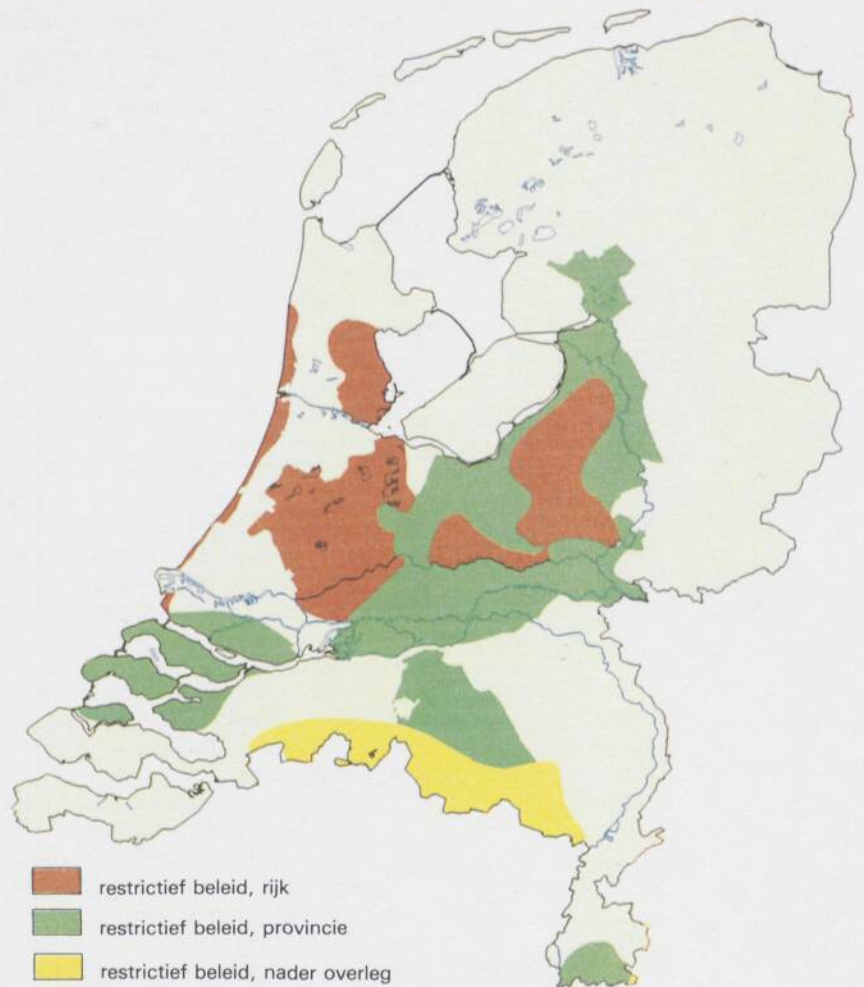 restrictief beleid, rijk
restrictief beleid, provincie
restrictief beleid, nader overleg